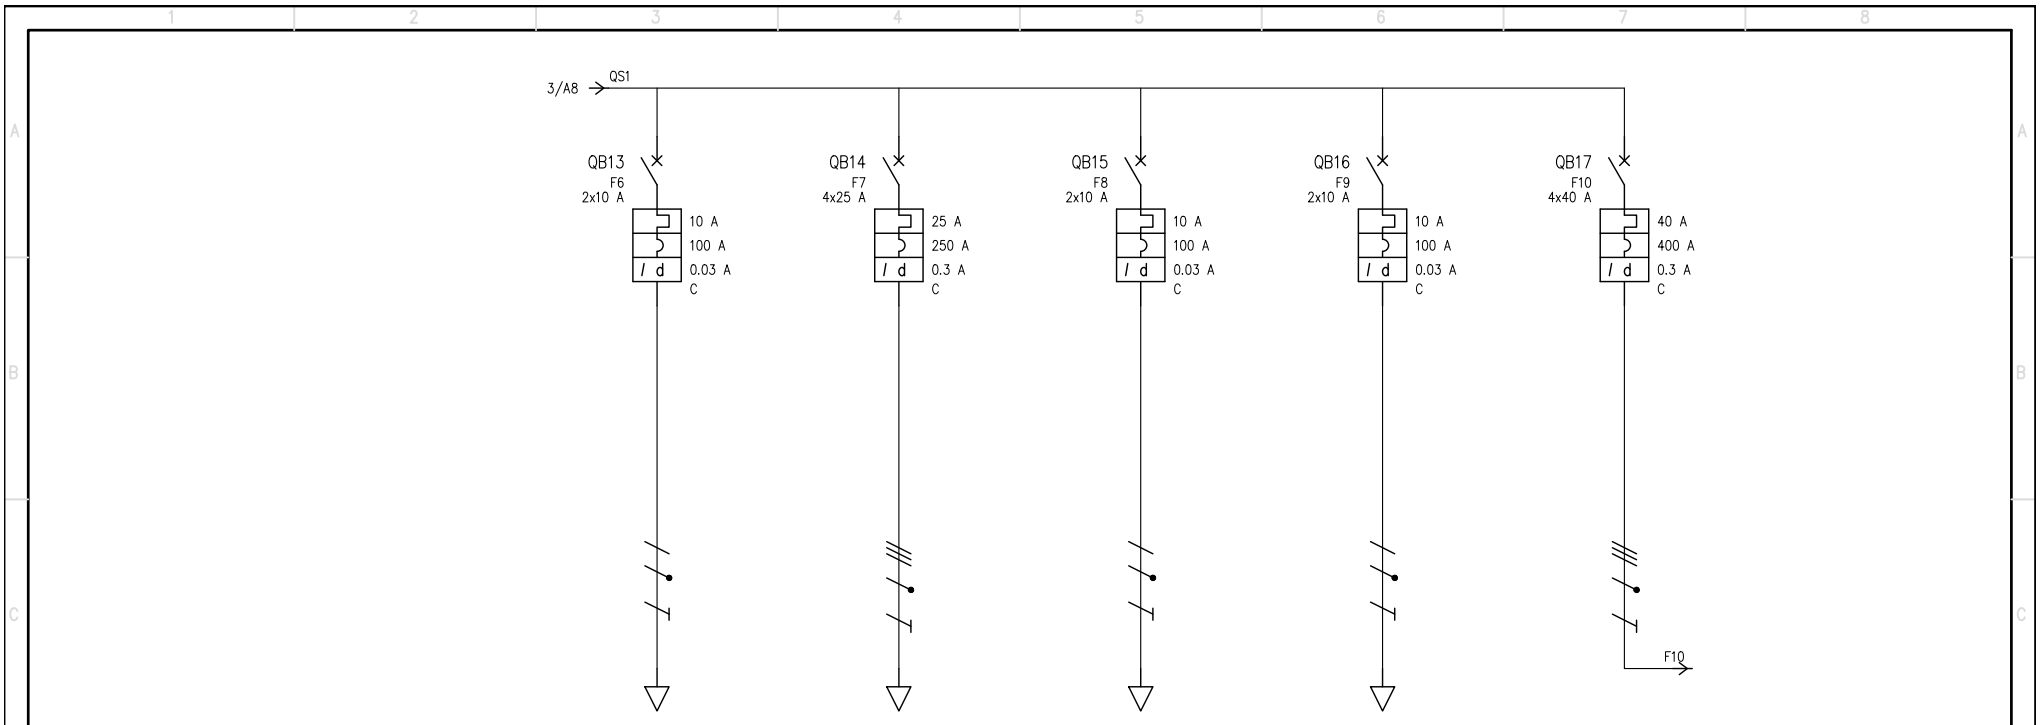 1 2 3 4 5 6 7 8
3/A8 QS1
A A
QB13
F6
2x10 A
10 A
100 A
I d 0.03 A
C
QB14
F7
4x25 A
25 A
250 A
I d 0.3 A
C
QB15
F8
2x10 A
10 A
100 A
I d 0.03 A
C
QB16
F9
2x10 A
10 A
100 A
I d 0.03 A
C
QB17
F10
4x40 A
40 A
400 A
I d 0.3 A
C
B B
C C
F10